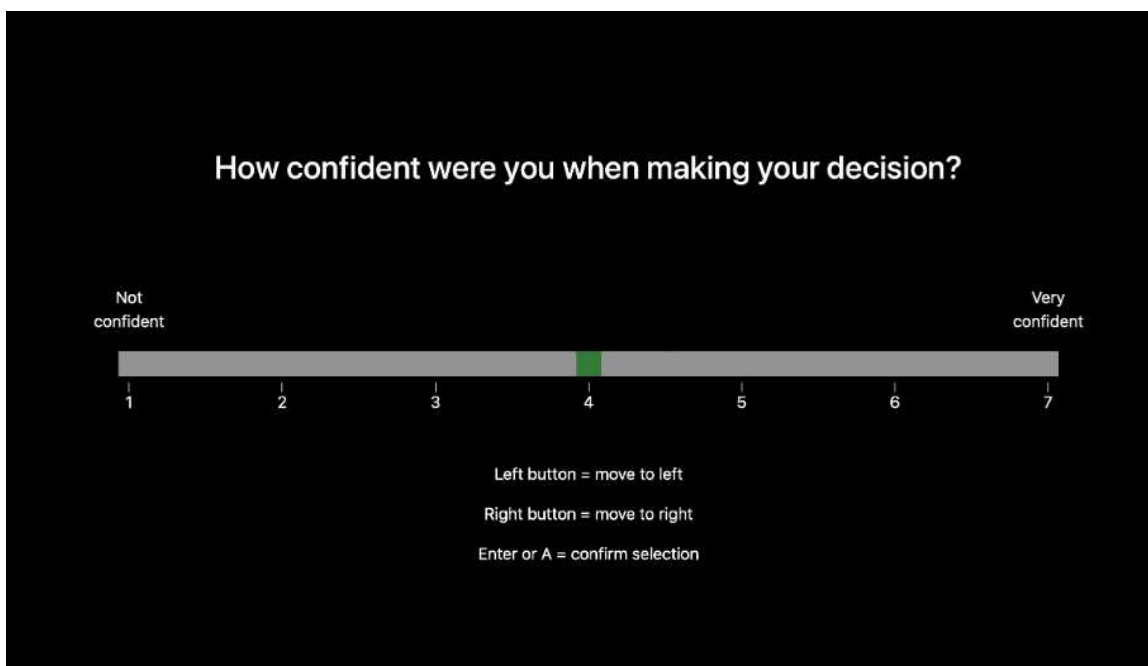 How confident were you when making your decision?
Not
confident
Very
confident
1 2 3 4 5 6 7
Left button = move to left
Right button = move to right
Enter or A = confirm selection